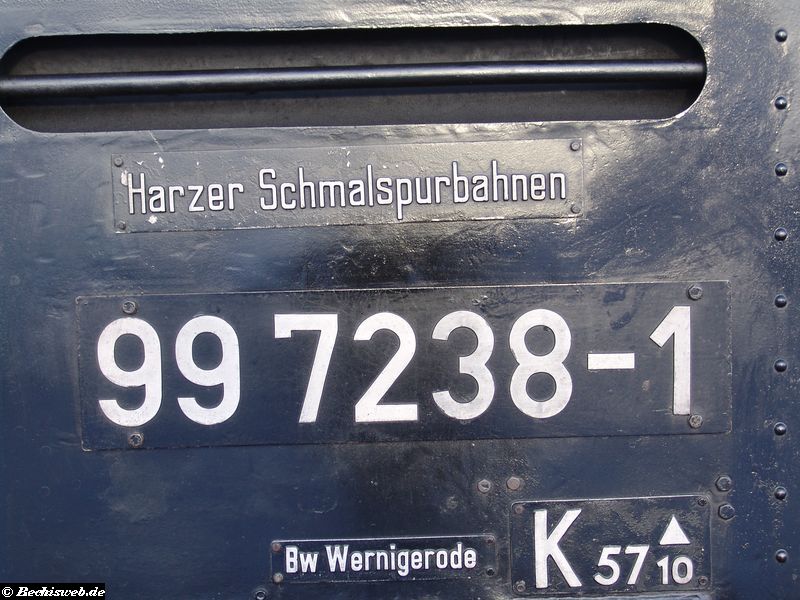 Harzer Schmalspurbahnen
99 7238-1
Bw Wernigerode
K 57 10
© Bechisweb.de